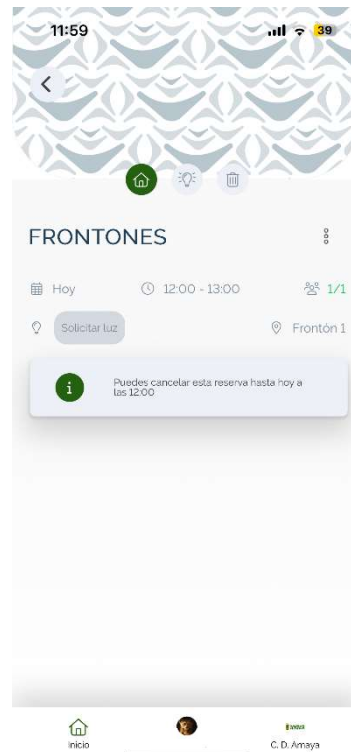 11:59
39
FRONTONES
Hoy
12:00 - 13:00
1/1
Solicitar luz
Frontón 1
i
Puedes cancelar esta reserva hasta hoy a
las 12:00
Inicio
C. D. Amaya